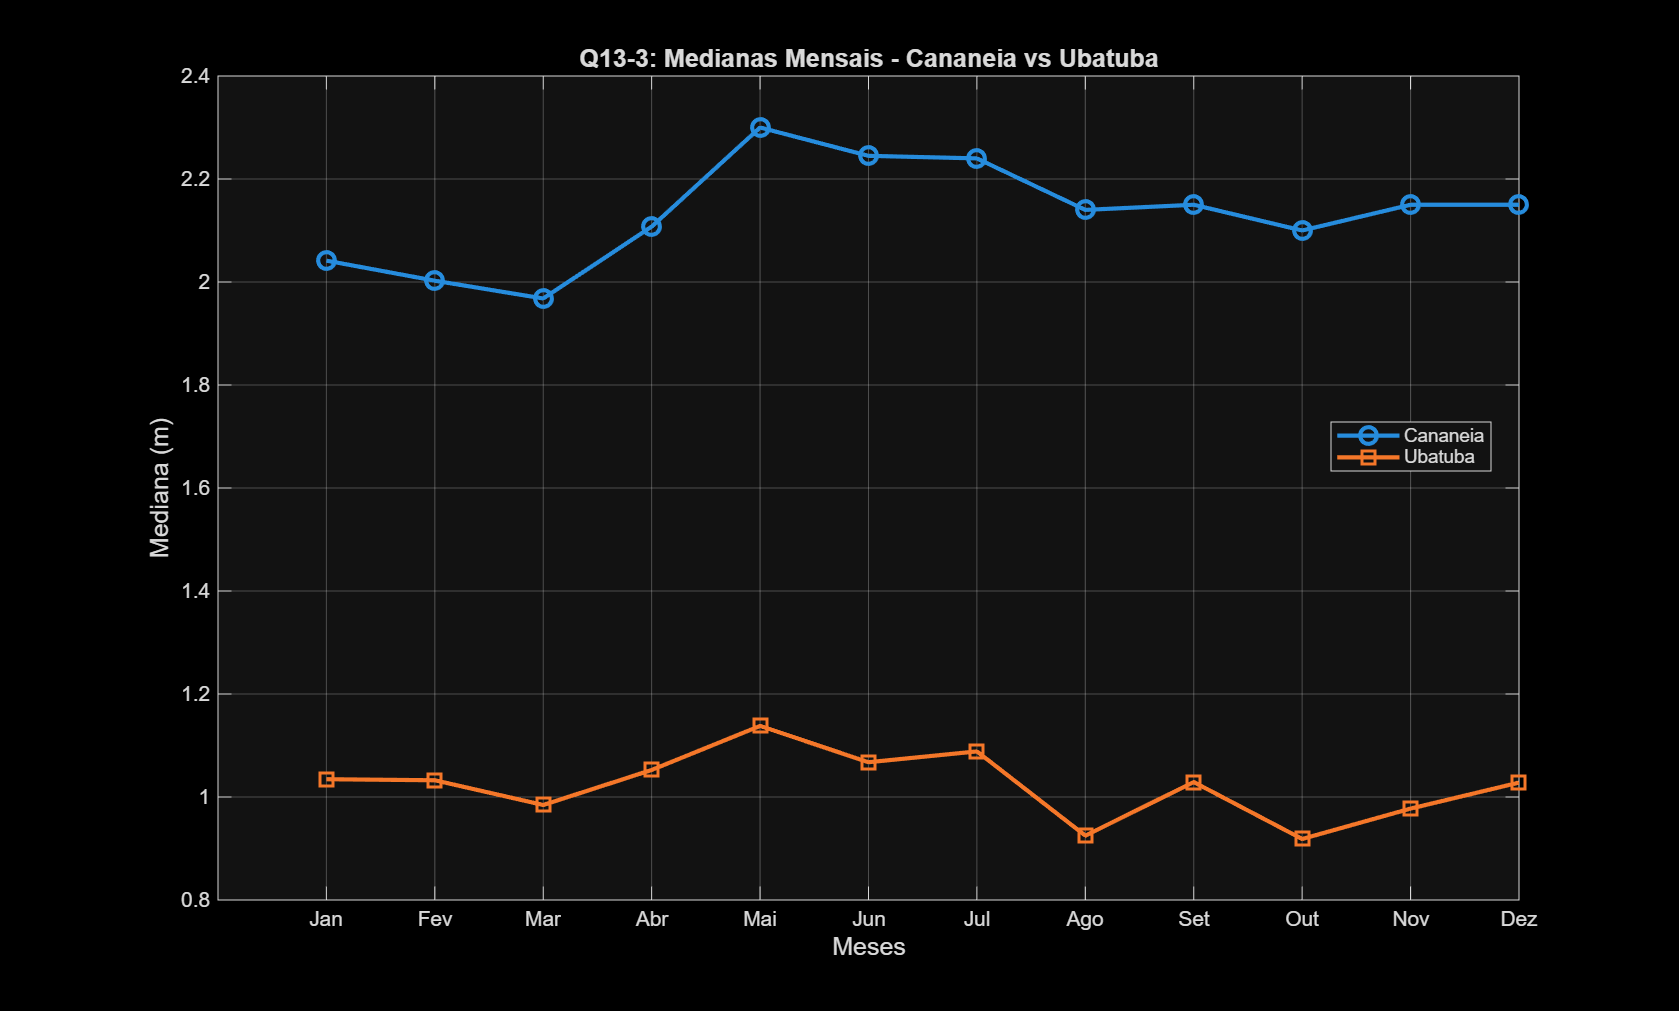 Q13-3: Medianas Mensais - Cananeia vs Ubatuba
2.4
2.2
2
1.8
1.6
1.4
1.2
1
0.8
Mediana (m)
Cananeia
Ubatuba
Jan Fev Mar Abr Mai Jun Jul Ago Set Out Nov Dez
Meses